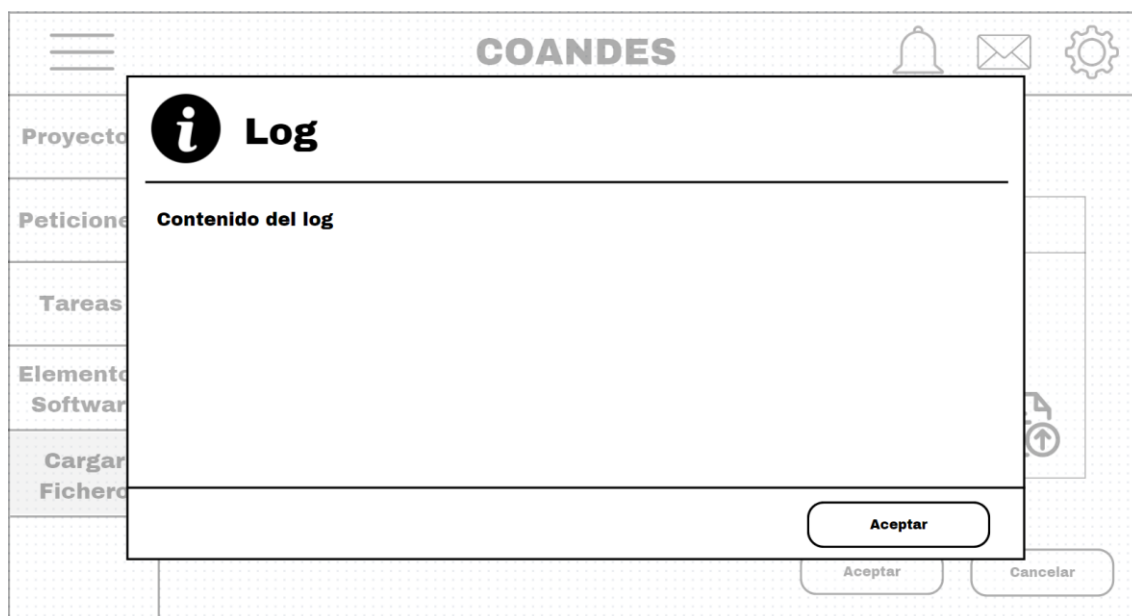 COANDES
Log
Contenido del log
Aceptar
Proyecto
Peticione
Tareas
Elemento
Softwar
Cargar
Fichero
Aceptar
Cancelar